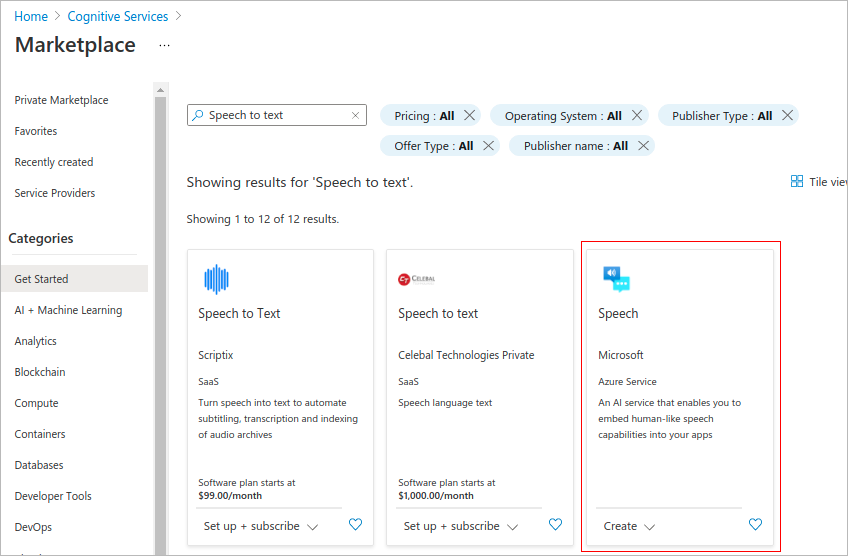 Home > Cognitive Services >
Marketplace ...
Private Marketplace
Favorites
Recently created
Service Providers
Categories
Get Started
AI + Machine Learning
Analytics
Blockchain
Compute
Containers
Databases
Developer Tools
DevOps
Speech to text
Pricing : All
Operating System : All
Publisher Type : All
Offer Type : All
Publisher name : All
Showing results for 'Speech to text'.
Tile view
Showing 1 to 12 of 12 results.
Speech to Text
Scriptix
SaaS
Turn speech into text to automate
subtitling, transcription and indexing
of audio archives
Software plan starts at
$99.00/month
Set up + subscribe
CELEBAL
Speech to text
Celebal Technologies Private
SaaS
Speech language text
Software plan starts at
$1,000.00/month
Set up + subscribe
Speech
Microsoft
Azure Service
An AI service that enables you to
embed human-like speech
capabilities into your apps
Create